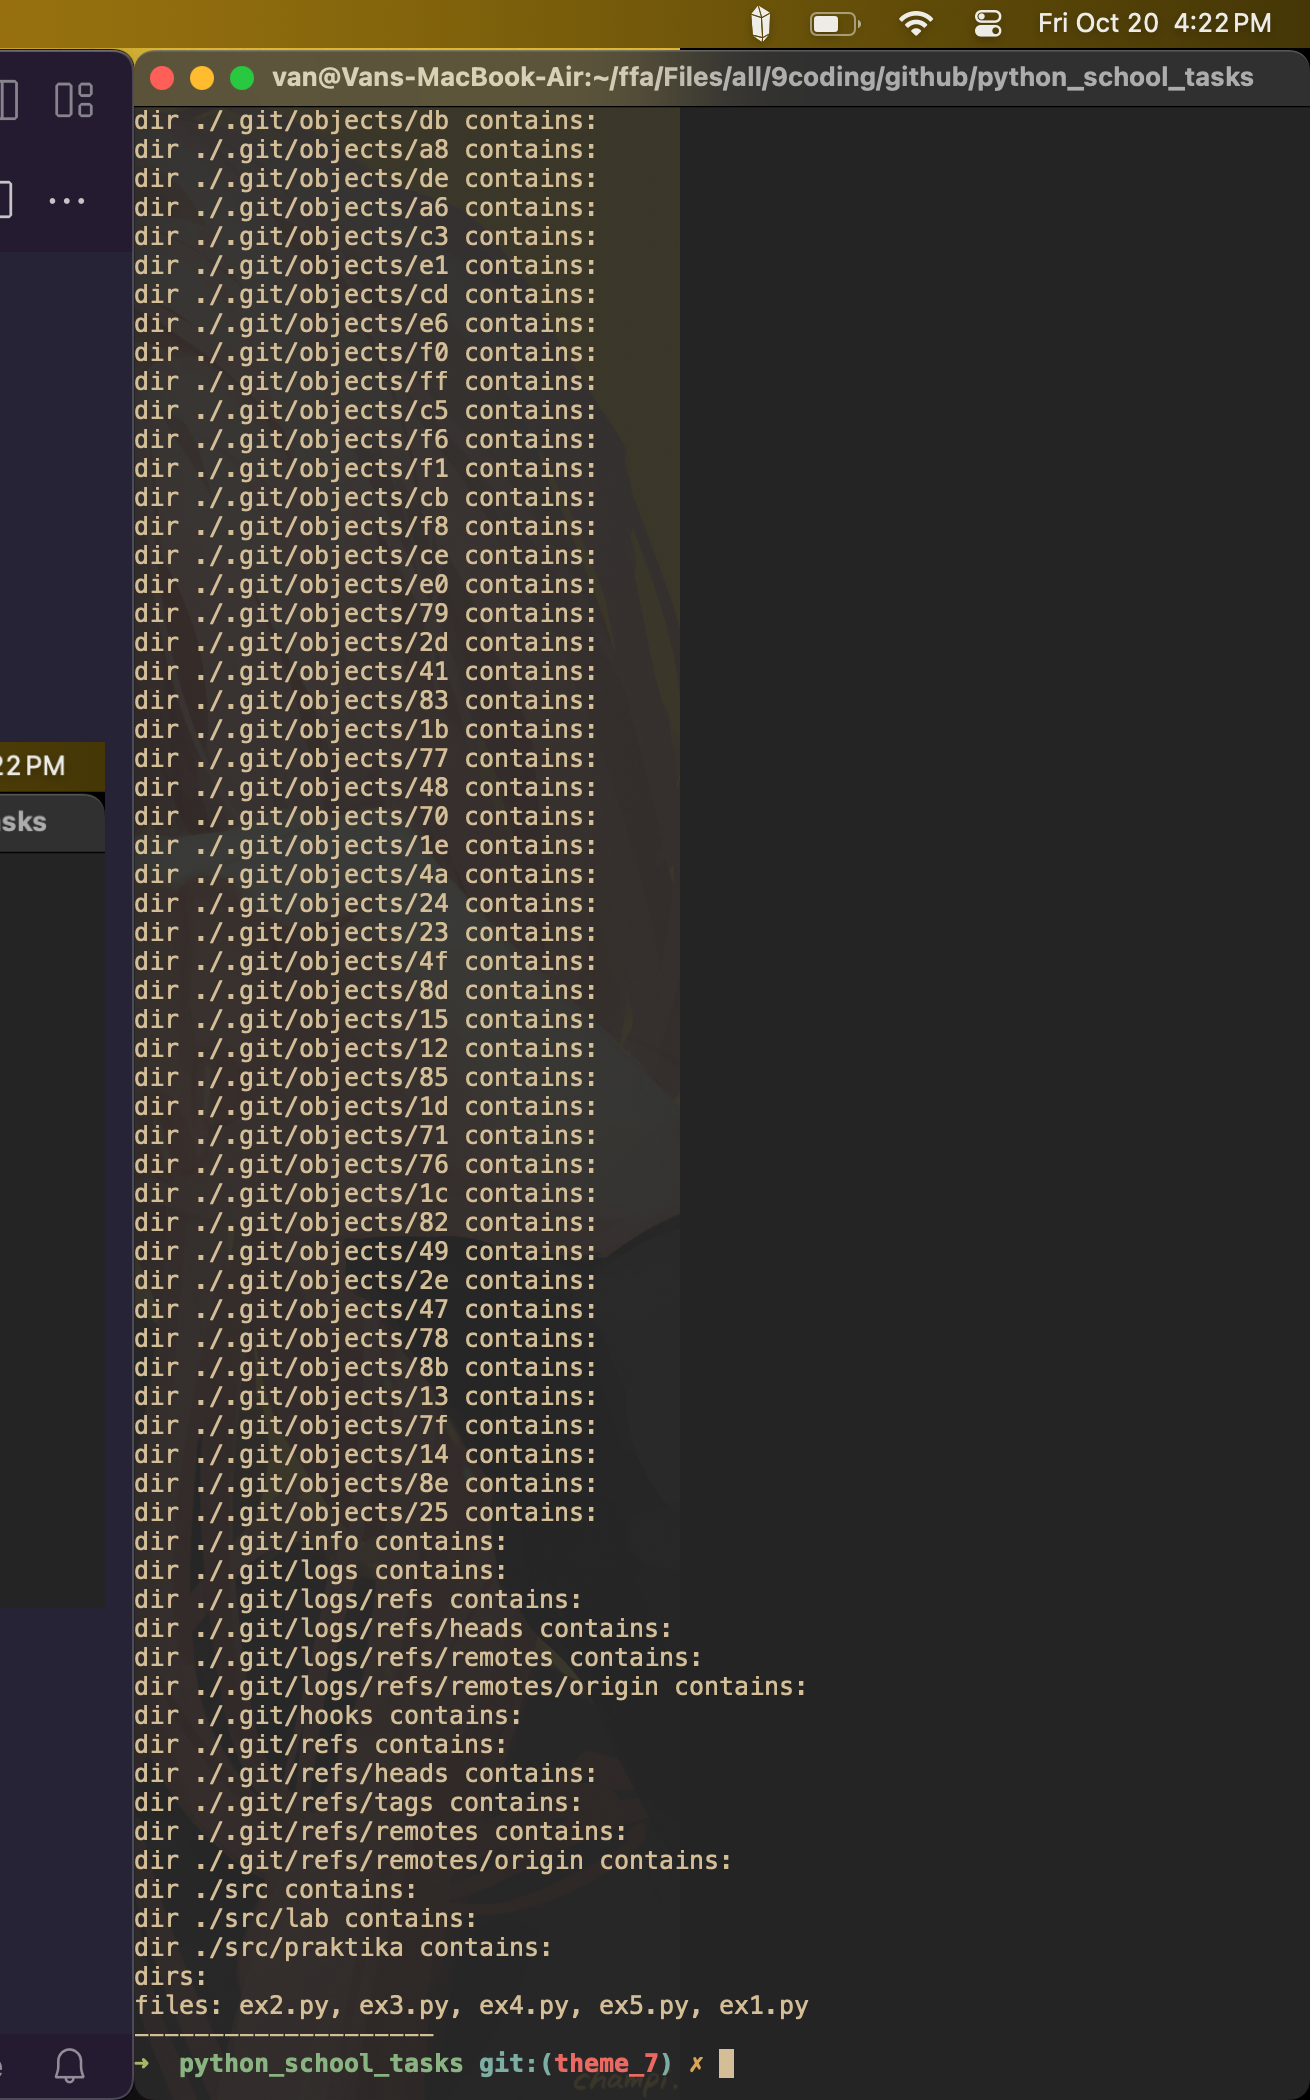 Fri Oct 20 4:22 PM
van@Vans-MacBook-Air:~/ffa/Files/all/9coding/github/python_school_tasks
dir ./.git/objects/db contains:
dir ./.git/objects/a8 contains:
dir ./.git/objects/de contains:
dir ./.git/objects/a6 contains:
dir ./.git/objects/c3 contains:
dir ./.git/objects/e1 contains:
dir ./.git/objects/cd contains:
dir ./.git/objects/e6 contains:
dir ./.git/objects/f0 contains:
dir ./.git/objects/ff contains:
dir ./.git/objects/c5 contains:
dir ./.git/objects/f6 contains:
dir ./.git/objects/f1 contains:
dir ./.git/objects/cb contains:
dir ./.git/objects/f8 contains:
dir ./.git/objects/ce contains:
dir ./.git/objects/e0 contains:
dir ./.git/objects/79 contains:
dir ./.git/objects/2d contains:
dir ./.git/objects/41 contains:
dir ./.git/objects/83 contains:
dir ./.git/objects/1b contains:
dir ./.git/objects/77 contains:
dir ./.git/objects/48 contains:
dir ./.git/objects/70 contains:
dir ./.git/objects/1e contains:
dir ./.git/objects/4a contains:
dir ./.git/objects/24 contains:
dir ./.git/objects/23 contains:
dir ./.git/objects/4f contains:
dir ./.git/objects/8d contains:
dir ./.git/objects/15 contains:
dir ./.git/objects/12 contains:
dir ./.git/objects/85 contains:
dir ./.git/objects/1d contains:
dir ./.git/objects/71 contains:
dir ./.git/objects/76 contains:
dir ./.git/objects/1c contains:
dir ./.git/objects/82 contains:
dir ./.git/objects/49 contains:
dir ./.git/objects/2e contains:
dir ./.git/objects/47 contains:
dir ./.git/objects/78 contains:
dir ./.git/objects/8b contains:
dir ./.git/objects/13 contains:
dir ./.git/objects/7f contains:
dir ./.git/objects/14 contains:
dir ./.git/objects/8e contains:
dir ./.git/objects/25 contains:
dir ./.git/info contains:
dir ./.git/logs contains:
dir ./.git/logs/refs contains:
dir ./.git/logs/refs/heads contains:
dir ./.git/logs/refs/remotes contains:
dir ./.git/logs/refs/remotes/origin contains:
dir ./.git/hooks contains:
dir ./.git/refs contains:
dir ./.git/refs/heads contains:
dir ./.git/refs/tags contains:
dir ./.git/refs/remotes contains:
dir ./.git/refs/remotes/origin contains:
dir ./src contains:
dir ./src/lab contains:
dir ./src/praktika contains:
dirs:
files: ex2.py, ex3.py, ex4.py, ex5.py, ex1.py
--------------------
➜ python_school_tasks git:(theme_7) ✗
champi.
22 PM
sks